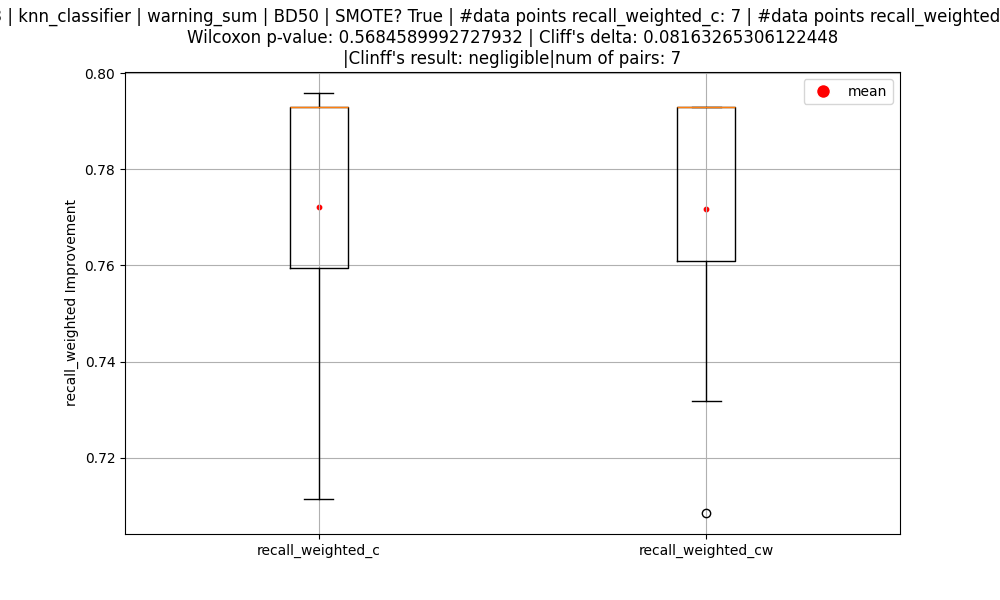 | knn_classifier | warning_sum | BD50 | SMOTE? True | #data points recall_weighted_c: 7 | #data points recall_weighted
Wilcoxon p-value: 0.5684589992727932 | Cliff's delta: 0.08163265306122448
|Clinff's result: negligible|num of pairs: 7
mean
0.80
0.78
0.76
0.74
0.72
recall_weighted Improvement
recall_weighted_c
recall_weighted_cw